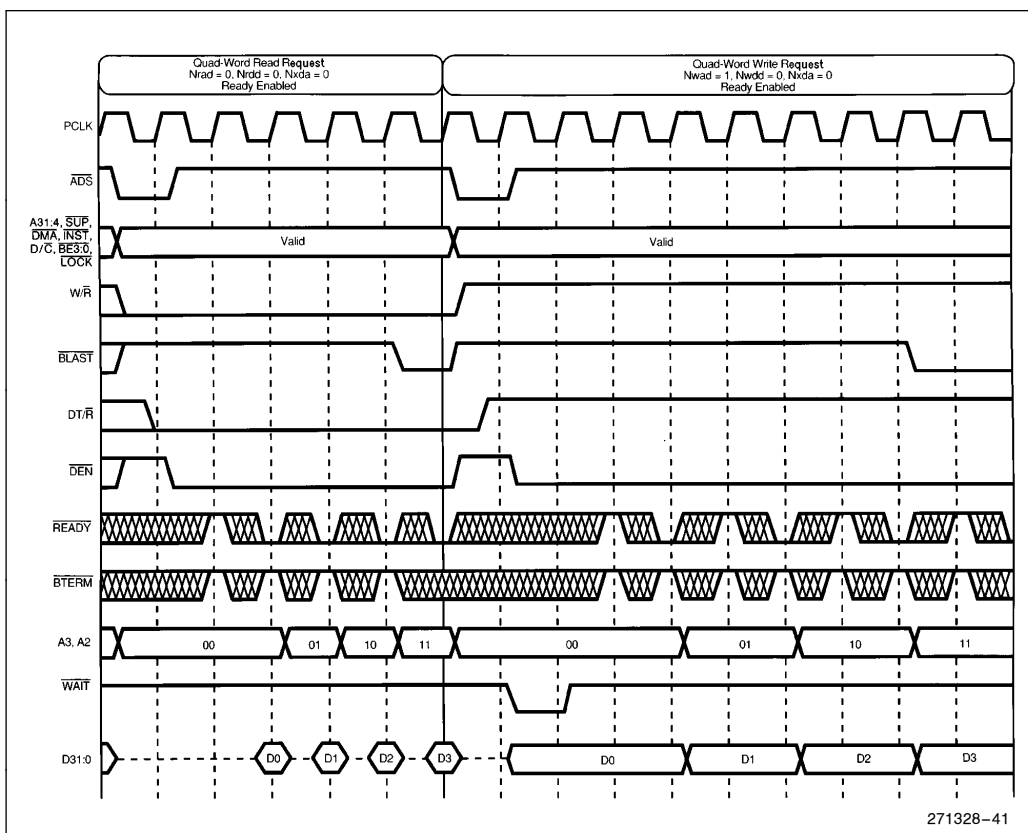 Quad-Word Read Request
Nrad = 0, Nrdd = 0, Nxda = 0
Ready Enabled
Quad-Word Write Request
Nwad = 1, Nwdd = 0, Nxda = 0
Ready Enabled
PCLK
ADS
A31:4, SUP,
DMA, INST,
D/C, BE3:0,
LOCK
Valid
Valid
W/R
BLAST
DT/R
DEN
READY
BTERM
A3, A2
00
01
10
11
00
01
10
11
WAIT
D31:0
D0
D1
D2
D3
D0
D1
D2
D3
271328–41